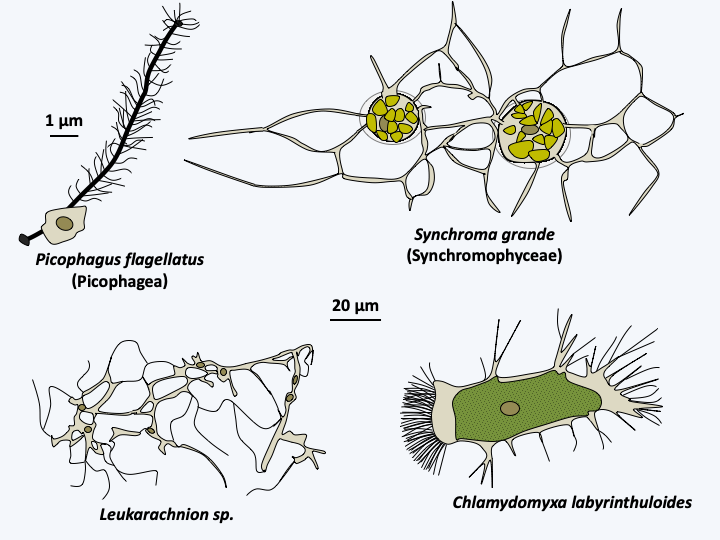 1 µm
Picophagus flagellatus
(Picophagea)
Synchroma grande
(Synchromophyceae)
20 µm
Leukarachnion sp.
Chlamydomyxa labyrinthuloides